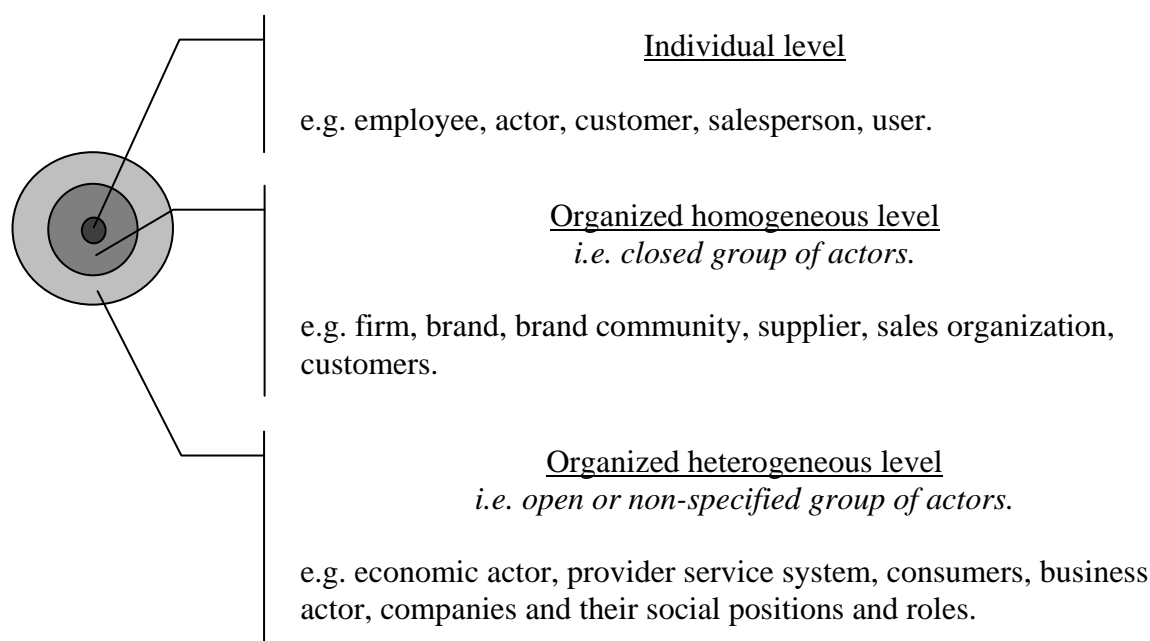 Individual level
e.g. employee, actor, customer, salesperson, user.
Organized homogeneous level
i.e. closed group of actors.
e.g. firm, brand, brand community, supplier, sales organization,
customers.
Organized heterogeneous level
i.e. open or non-specified group of actors.
e.g. economic actor, provider service system, consumers, business
actor, companies and their social positions and roles.